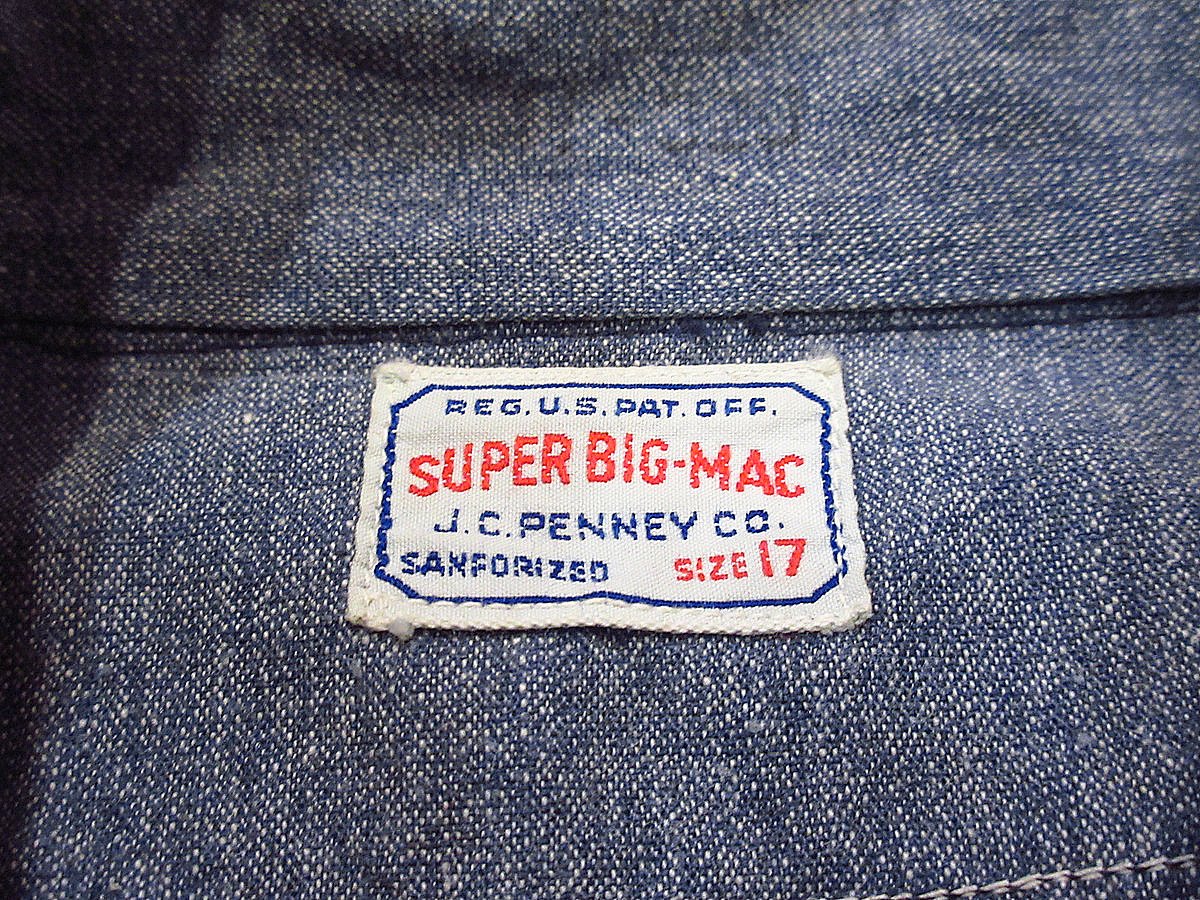 REG. U.S. PAT. OFF.
SUPER BIG-MAC
J.C. PENNEY CO.
SANFORIZED SIZE 17